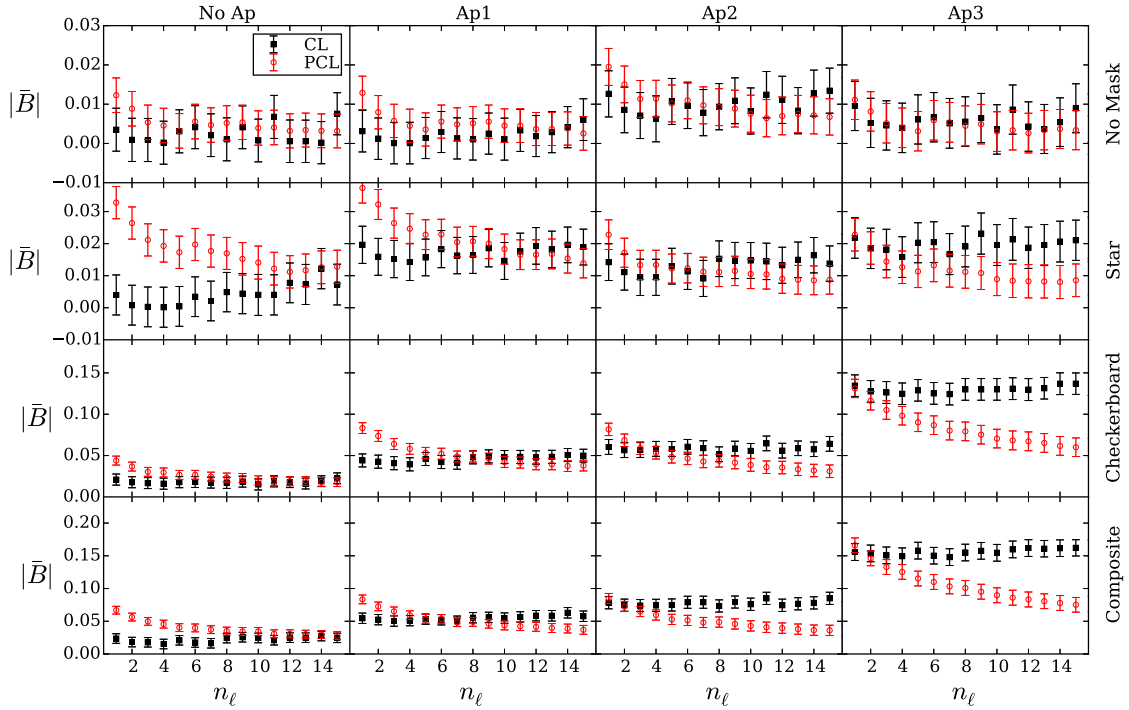 No Ap Ap1 Ap2 Ap3
CL
PCL
0.03
0.02
0.01
0.00
−0.01
|B̄|
No Mask
0.03
0.02
0.01
0.00
−0.01
|B̄|
Star
0.15
0.10
0.05
0.00
|B̄|
Checkerboard
0.20
0.15
0.10
0.05
0.00
|B̄|
Composite
2 4 6 8 10 12 14 2 4 6 8 10 12 14 2 4 6 8 10 12 14 2 4 6 8 10 12 14
nℓ nℓ nℓ nℓ